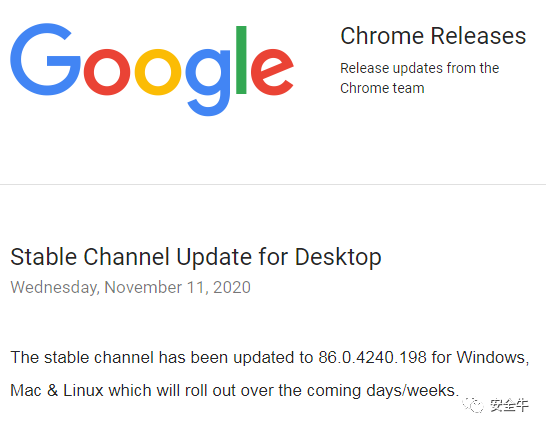 Google
Chrome Releases
Release updates from the
Chrome team
Stable Channel Update for Desktop
Wednesday, November 11, 2020
The stable channel has been updated to 86.0.4240.198 for Windows,
Mac & Linux which will roll out over the coming days/weeks.
安全牛